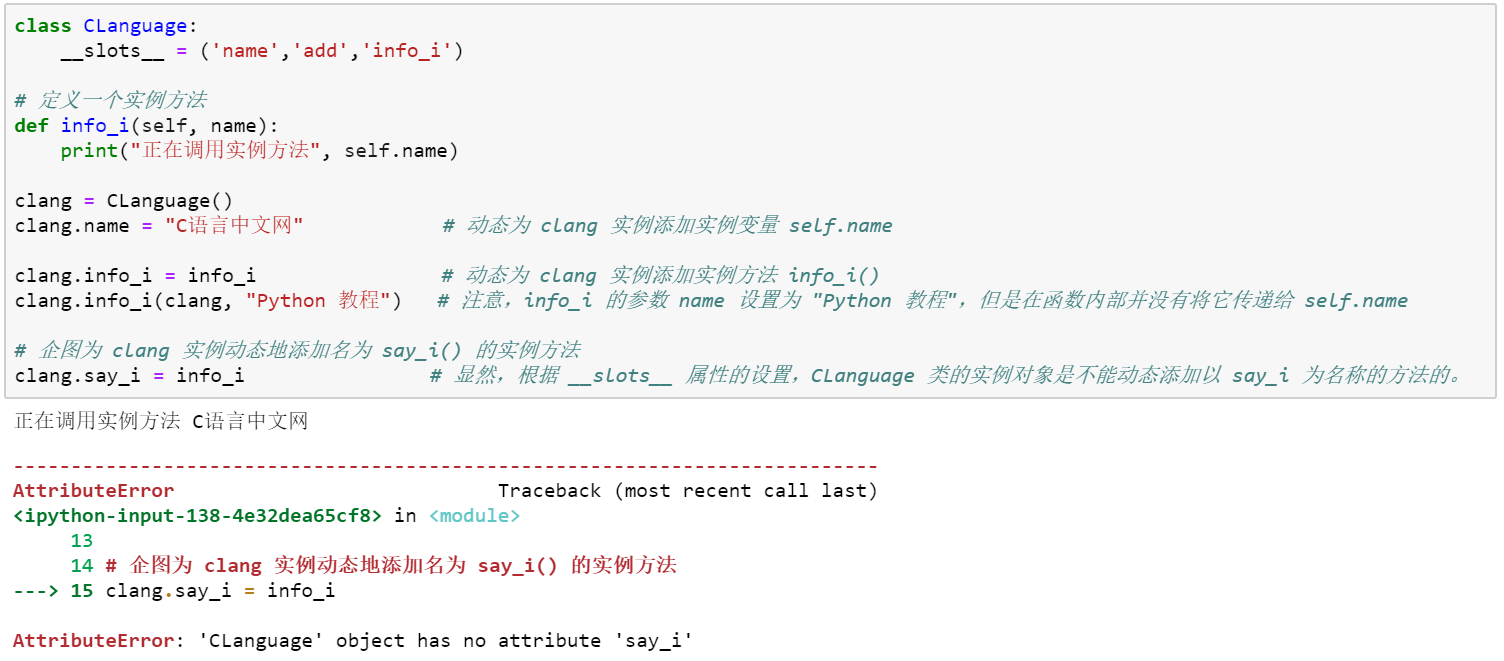 class CLanguage:
    __slots__ = ('name','add','info_i')
# 定义一个实例方法
def info_i(self, name):
    print("正在调用实例方法", self.name)
clang = CLanguage()
clang.name = "C语言中文网"            # 动态为 clang 实例添加实例变量 self.name
clang.info_i = info_i                # 动态为 clang 实例添加实例方法 info_i()
clang.info_i(clang, "Python 教程")   # 注意，info_i 的参数 name 设置为 "Python 教程"，但是在函数内部并没有将它传递给 self.name
# 企图为 clang 实例动态地添加名为 say_i() 的实例方法
clang.say_i = info_i                # 显然，根据 __slots__ 属性的设置，CLanguage 类的实例对象是不能动态添加以 say_i 为名称的方法的。
正在调用实例方法 C语言中文网
---------------------------------------------------------------------------
AttributeError                            Traceback (most recent call last)
<ipython-input-138-4e32dea65cf8> in <module>
     13
     14 # 企图为 clang 实例动态地添加名为 say_i() 的实例方法
---> 15 clang.say_i = info_i
AttributeError: 'CLanguage' object has no attribute 'say_i'